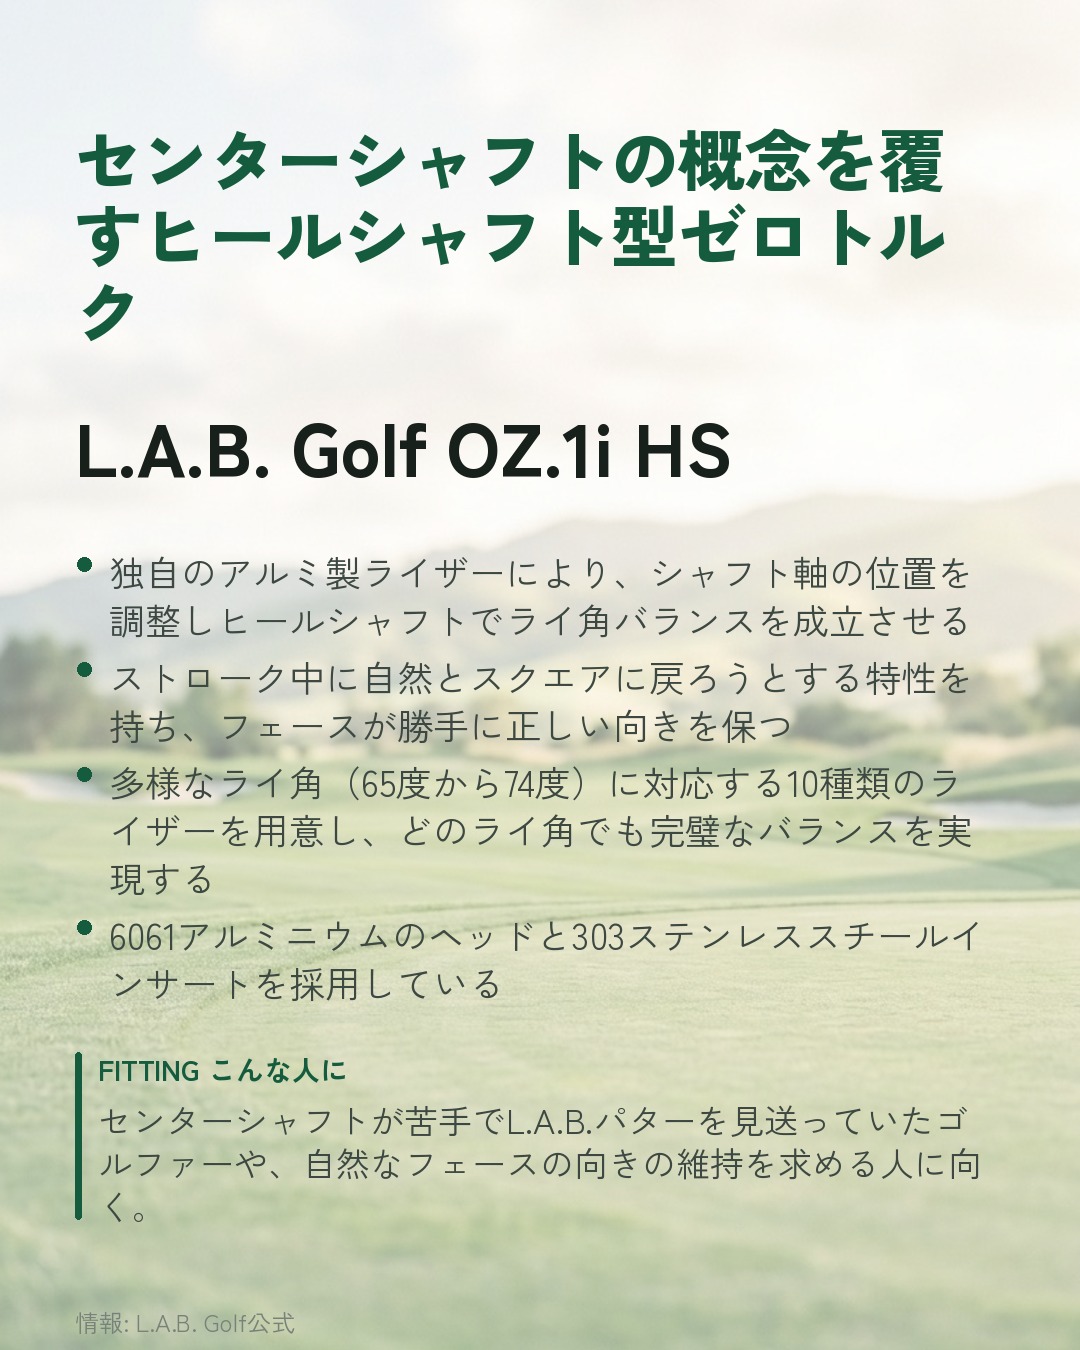 センターシャフトの概念を覆
すヒールシャフト型ゼロトル
ク
L.A.B. Golf OZ.1i HS
独自のアルミ製ライザーにより、シャフト軸の位置を
調整しヒールシャフトでライ角バランスを成立させる
ストローク中に自然とスクエアに戻ろうとする特性を
持ち、フェースが勝手に正しい向きを保つ
多様なライ角（65度から74度）に対応する10種類のラ
イザーを用意し、どのライ角でも完璧なバランスを実
現する
6061アルミニウムのヘッドと303ステンレススチールイ
ンサートを採用している
FITTING こんな人に
センターシャフトが苦手でL.A.B.パターを見送っていたゴ
ルファーや、自然なフェースの向きの維持を求める人に向
く。
情報: L.A.B. Golf公式